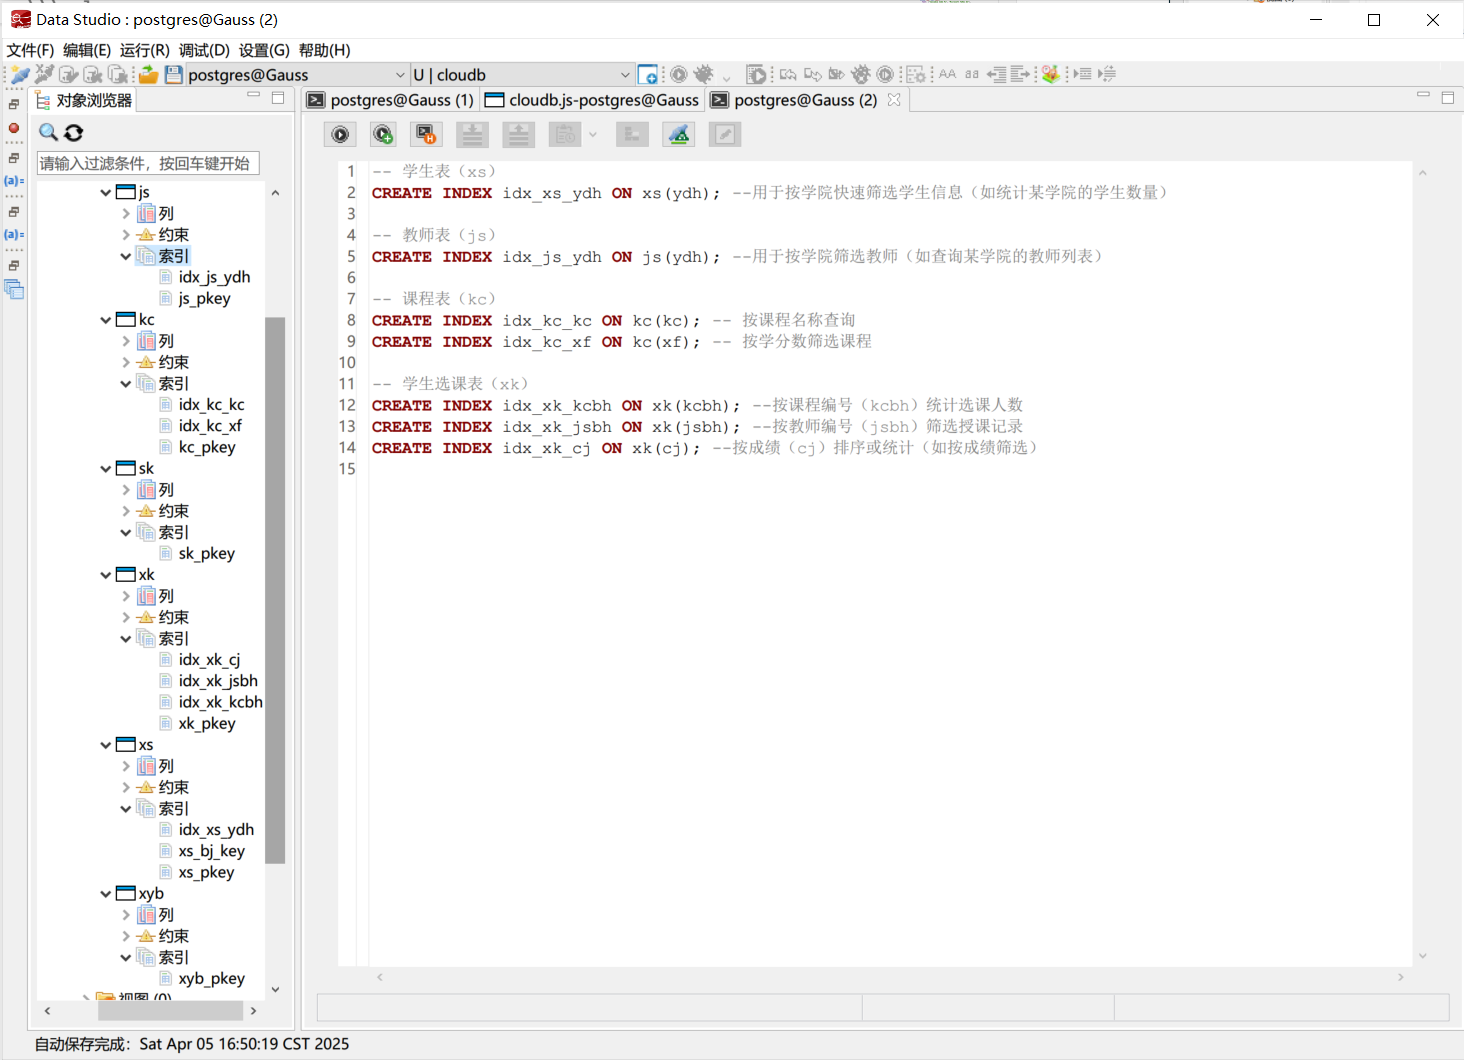 Data Studio : postgres@Gauss (2)
文件(F) 编辑(E) 运行(R) 调试(D) 设置(G) 帮助(H)
postgres@Gauss
U | cloudb
AA aa
对象浏览器
postgres@Gauss (1)
cloudb.js-postgres@Gauss
postgres@Gauss (2)
请输入过滤条件，按回车键开始
(a)=
(a)=
js
列
约束
索引
idx_js_ydh
js_pkey
kc
列
约束
索引
idx_kc_kc
idx_kc_xf
kc_pkey
sk
列
约束
索引
sk_pkey
xk
列
约束
索引
idx_xk_cj
idx_xk_jsbh
idx_xk_kcbh
xk_pkey
xs
列
约束
索引
idx_xs_ydh
xs_bj_key
xs_pkey
xyb
列
约束
索引
xyb_pkey
视图 (0)
1 -- 学生表（xs）
2 CREATE INDEX idx_xs_ydh ON xs(ydh); --用于按学院快速筛选学生信息（如统计某学院的学生数量）
3
4 -- 教师表（js）
5 CREATE INDEX idx_js_ydh ON js(ydh); --用于按学院筛选教师（如查询某学院的教师列表）
6
7 -- 课程表（kc）
8 CREATE INDEX idx_kc_kc ON kc(kc); -- 按课程名称查询
9 CREATE INDEX idx_kc_xf ON kc(xf); -- 按学分数筛选课程
10
11 -- 学生选课表（xk）
12 CREATE INDEX idx_xk_kcbh ON xk(kcbh); --按课程编号（kcbh）统计选课人数
13 CREATE INDEX idx_xk_jsbh ON xk(jsbh); --按教师编号（jsbh）筛选授课记录
14 CREATE INDEX idx_xk_cj ON xk(cj); --按成绩（cj）排序或统计（如按成绩筛选）
15
自动保存完成：Sat Apr 05 16:50:19 CST 2025